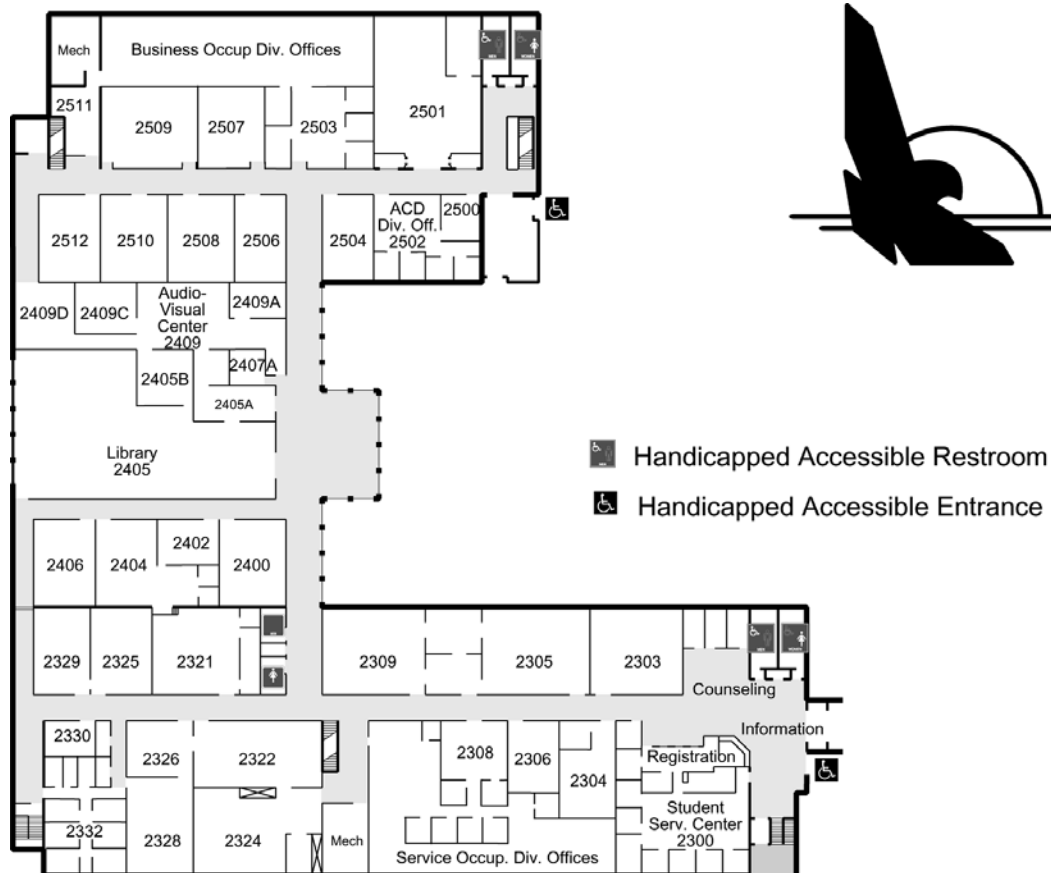 Mech
Business Occup Div. Offices
2511
2509
2507
2503
2501
2512
2510
2508
2506
2504
ACD
Div. Off.
2502
2500
2409D
2409C
Audio-
Visual
Center
2409
2409A
2407A
2405B
2405A
Library
2405
Handicapped Accessible Restroom
Handicapped Accessible Entrance
2406
2404
2402
2400
2329
2325
2321
2309
2305
2303
Counseling
Information
Registration
2330
2326
2322
2308
2306
2304
2332
2328
2324
Mech
Service Occup. Div. Offices
Student
Serv. Center
2300